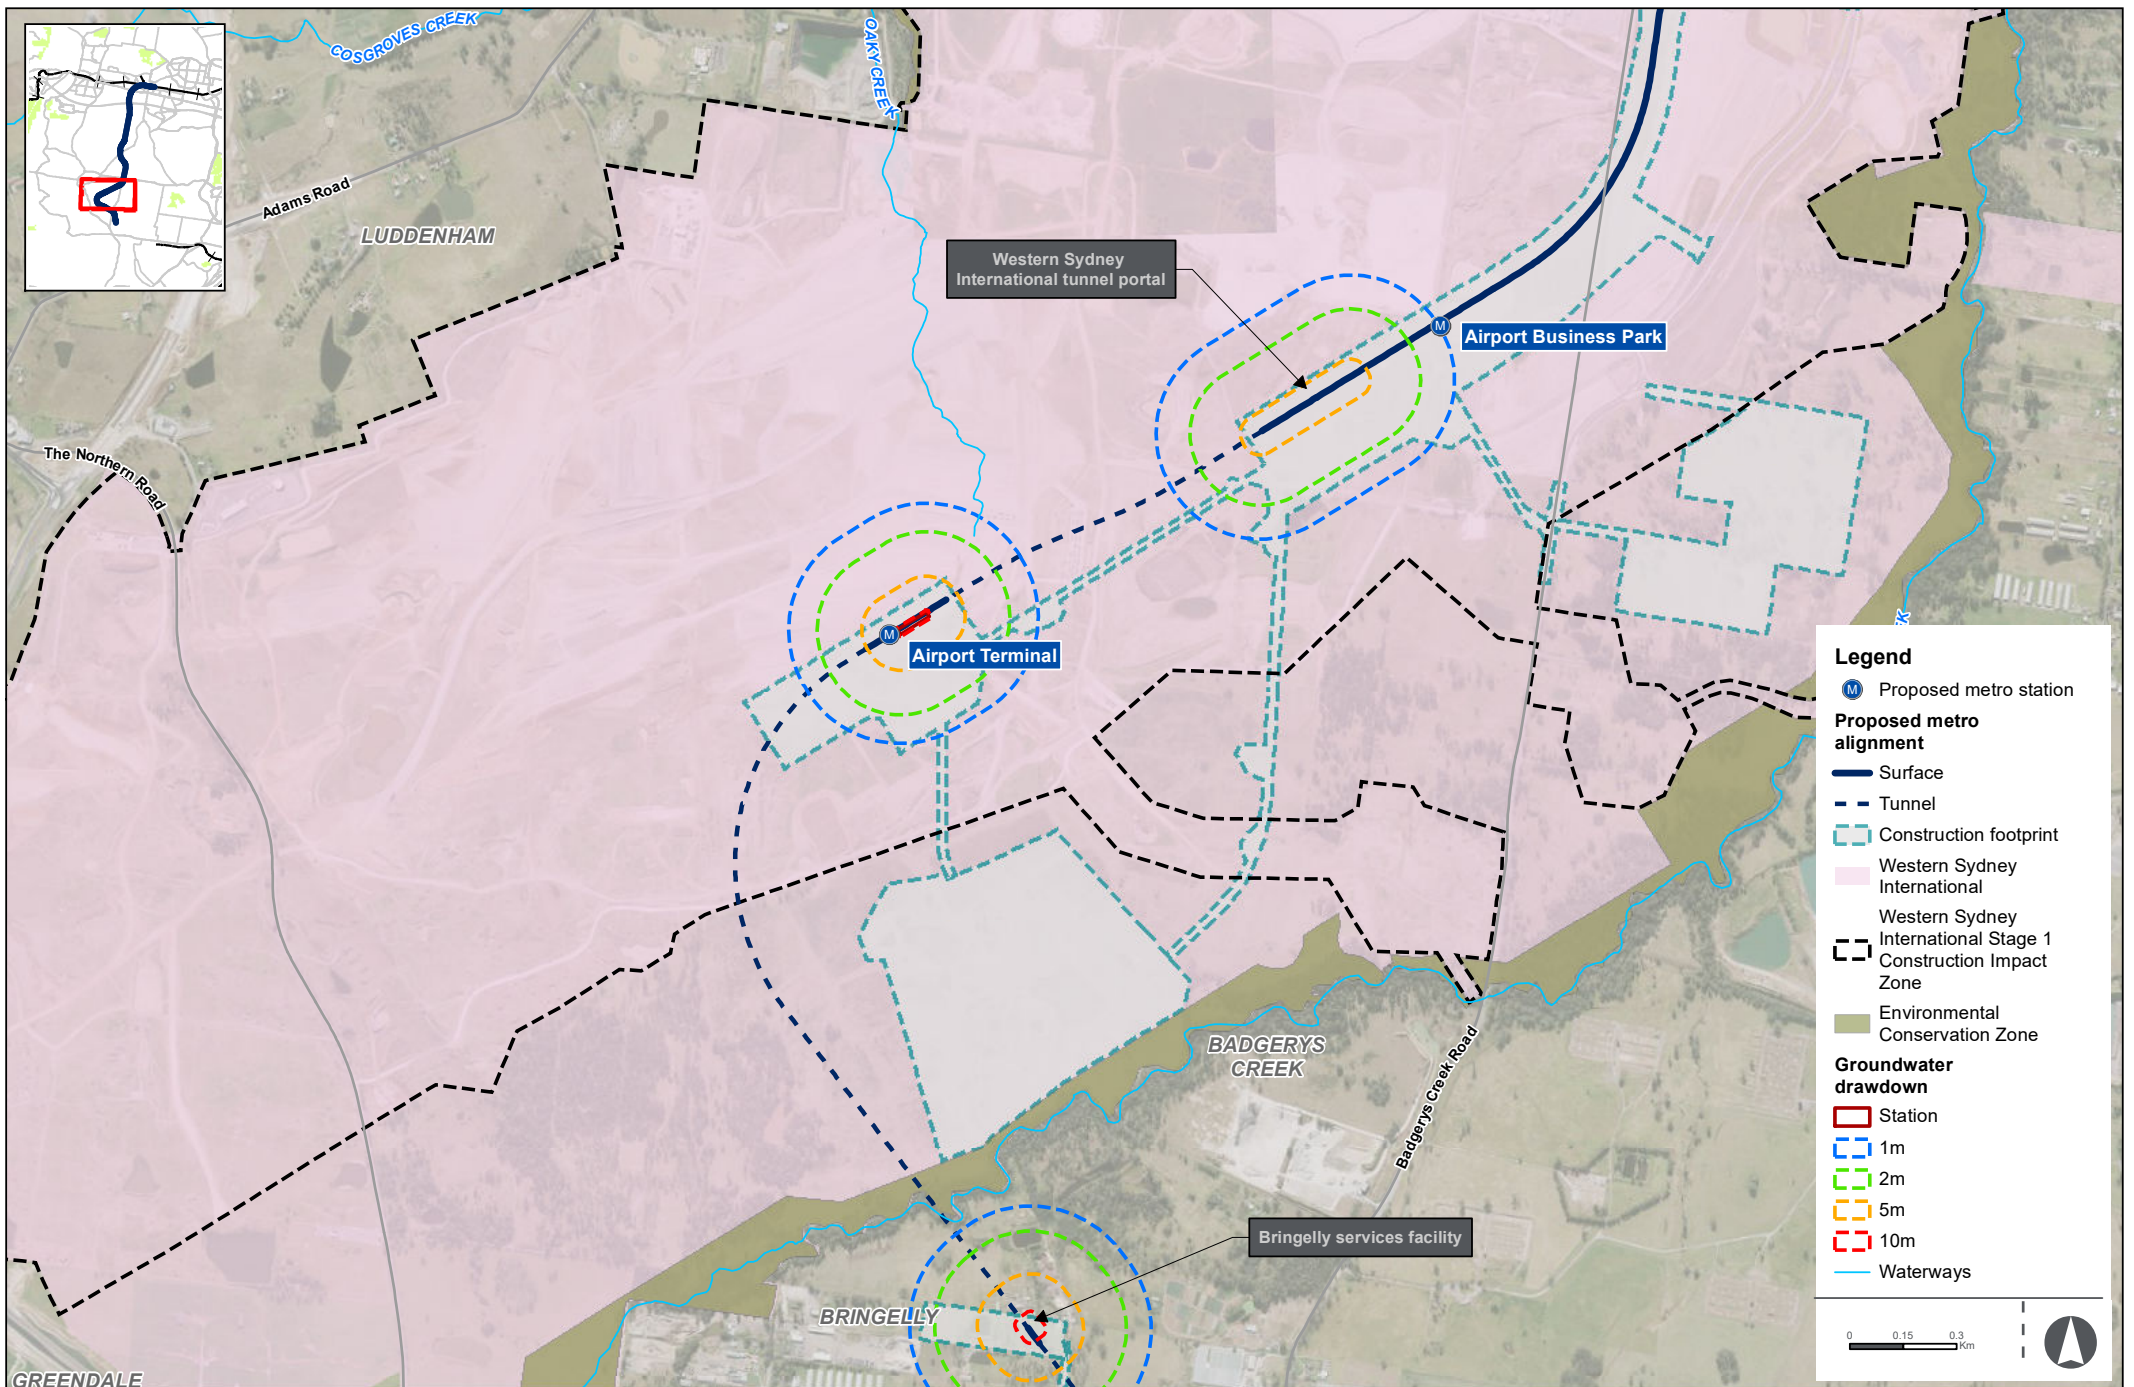 COSGROVES CREEK
OAKY CREEK
Adams Road
LUDDENHAM
Western Sydney
International tunnel portal
M
Airport Business Park
The Northern Road
M
Airport Terminal
BADGERYS
CREEK
Badgerys Creek Road
Bringelly services facility
BRINGELLY
GREENDALE
Legend
M Proposed metro station
Proposed metro
alignment
Surface
Tunnel
Construction footprint
Western Sydney
International
Western Sydney
International Stage 1
Construction Impact
Zone
Environmental
Conservation Zone
Groundwater
drawdown
Station
1m
2m
5m
10m
Waterways
0 0.15 0.3
Km